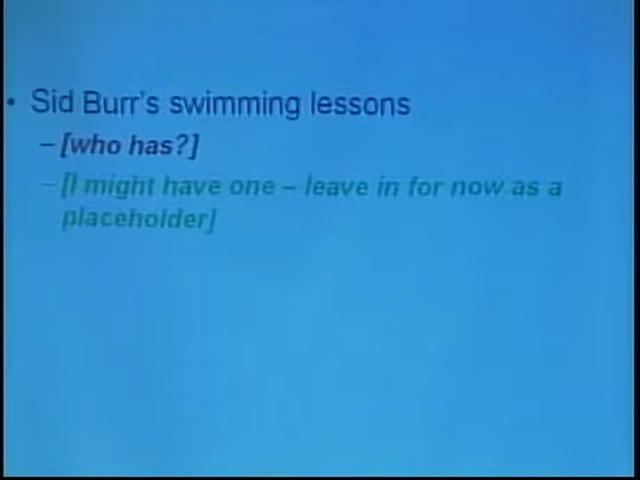 • Sid Burr's swimming lessons
– [who has?]
– [I might have one – leave in for now as a
placeholder]